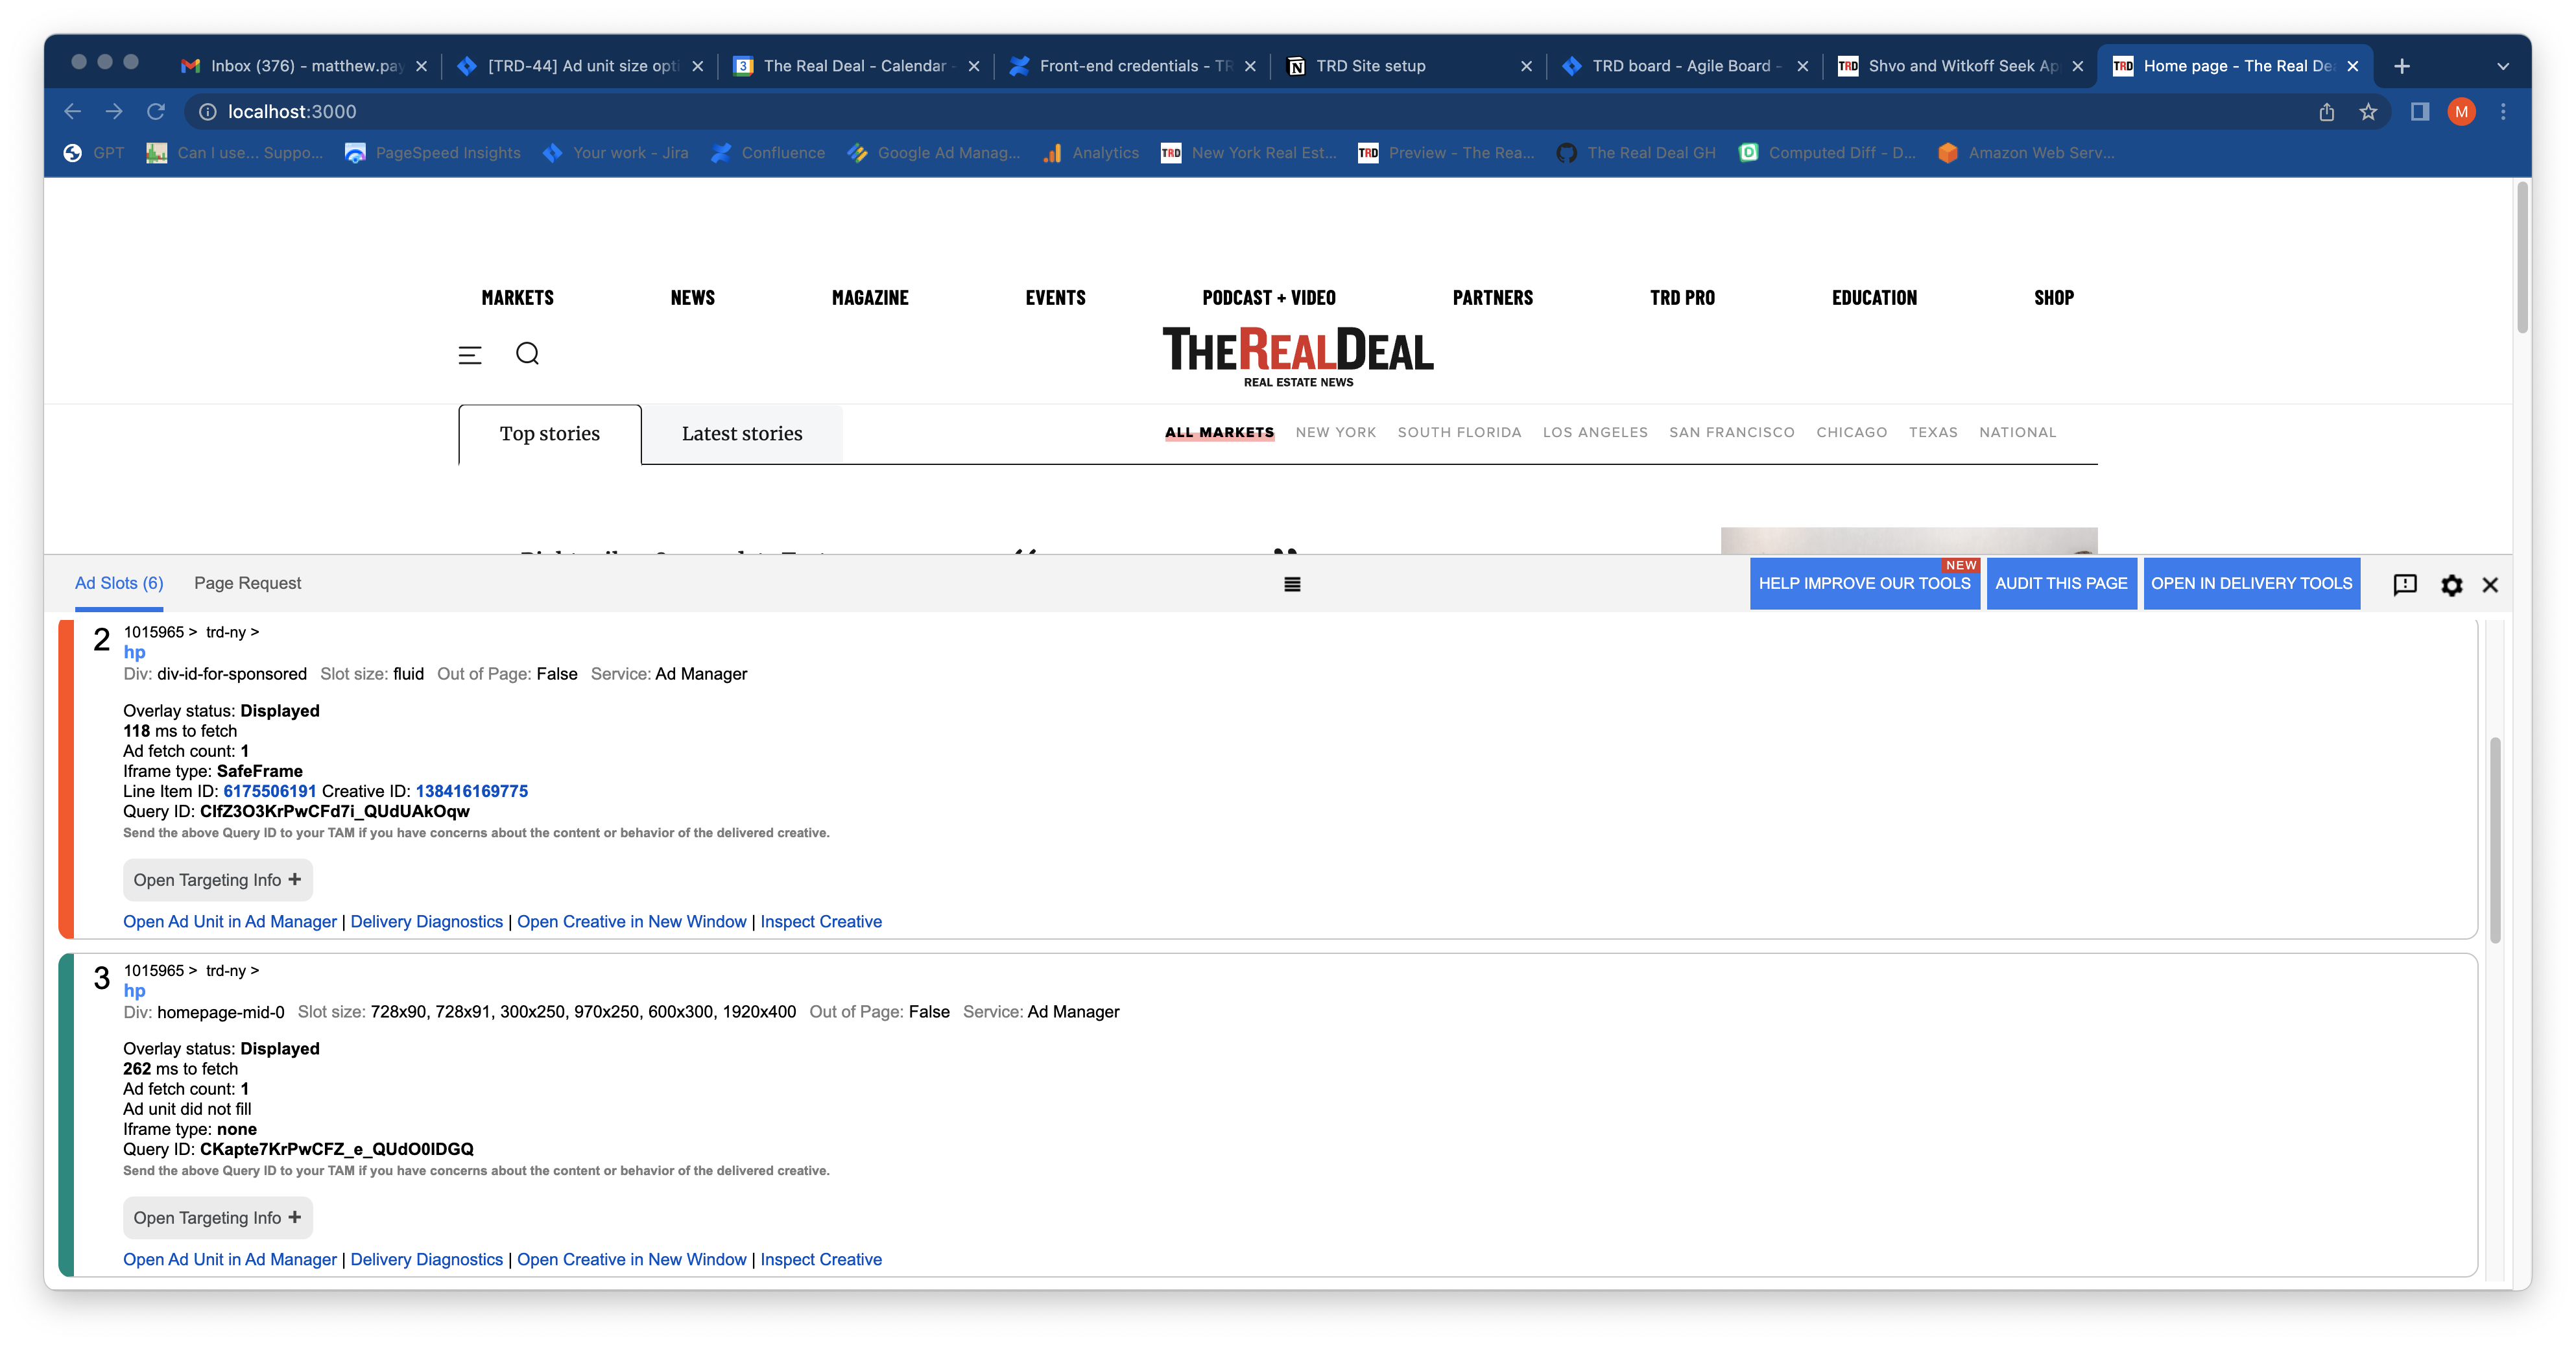 Inbox (376) - matthew.pay
[TRD-44] Ad unit size opti
3 The Real Deal - Calendar -
Front-end credentials - TR
TRD Site setup
TRD board - Agile Board -
TRD Shvo and Witkoff Seek Ap
TRD Home page - The Real De
localhost:3000
M
GPT
Can I use... Suppo...
PageSpeed Insights
Your work - Jira
Confluence
Google Ad Manag...
Analytics
TRD New York Real Est...
TRD Preview - The Rea...
The Real Deal GH
Computed Diff - D...
Amazon Web Serv...
MARKETS NEWS MAGAZINE EVENTS PODCAST + VIDEO PARTNERS TRD PRO EDUCATION SHOP
THEREALDEAL
REAL ESTATE NEWS
Top stories Latest stories
ALL MARKETS NEW YORK SOUTH FLORIDA LOS ANGELES SAN FRANCISCO CHICAGO TEXAS NATIONAL
Ad Slots (6) Page Request
HELP IMPROVE OUR TOOLS NEW AUDIT THIS PAGE OPEN IN DELIVERY TOOLS
2 1015965 > trd-ny >
hp
Div: div-id-for-sponsored Slot size: fluid Out of Page: False Service: Ad Manager
Overlay status: Displayed
118 ms to fetch
Ad fetch count: 1
Iframe type: SafeFrame
Line Item ID: 6175506191 Creative ID: 138416169775
Query ID: CIfZ3O3KrPwCFd7i_QUdUAkOqw
Send the above Query ID to your TAM if you have concerns about the content or behavior of the delivered creative.
Open Targeting Info +
Open Ad Unit in Ad Manager | Delivery Diagnostics | Open Creative in New Window | Inspect Creative
3 1015965 > trd-ny >
hp
Div: homepage-mid-0 Slot size: 728x90, 728x91, 300x250, 970x250, 600x300, 1920x400 Out of Page: False Service: Ad Manager
Overlay status: Displayed
262 ms to fetch
Ad fetch count: 1
Ad unit did not fill
Iframe type: none
Query ID: CKapte7KrPwCFZ_e_QUdO0IDGQ
Send the above Query ID to your TAM if you have concerns about the content or behavior of the delivered creative.
Open Targeting Info +
Open Ad Unit in Ad Manager | Delivery Diagnostics | Open Creative in New Window | Inspect Creative